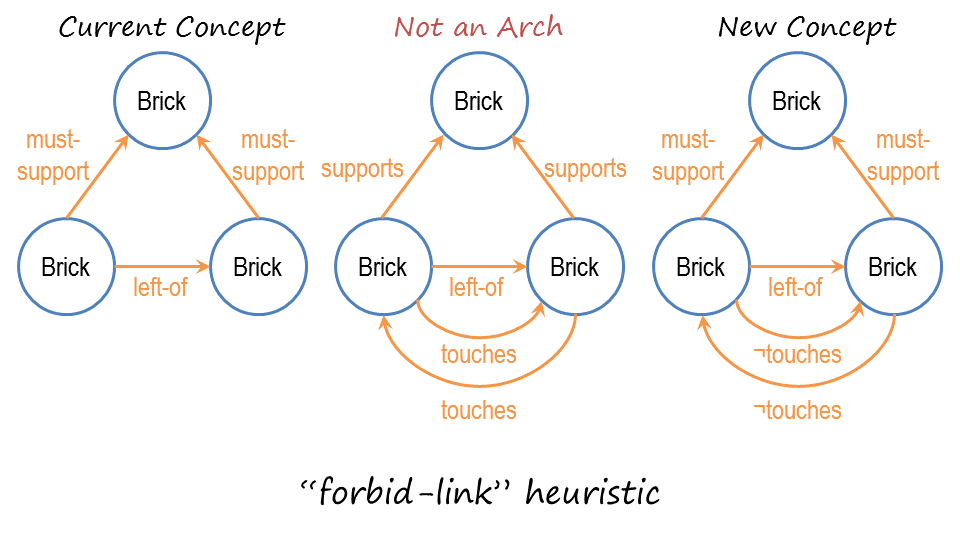 Current Concept
Not an Arch
New Concept
Brick
Brick
Brick
must-
support
must-
support
supports
supports
must-
support
must-
support
Brick
Brick
Brick
Brick
Brick
Brick
left-of
left-of
left-of
touches
¬touches
touches
¬touches
“forbid-link” heuristic